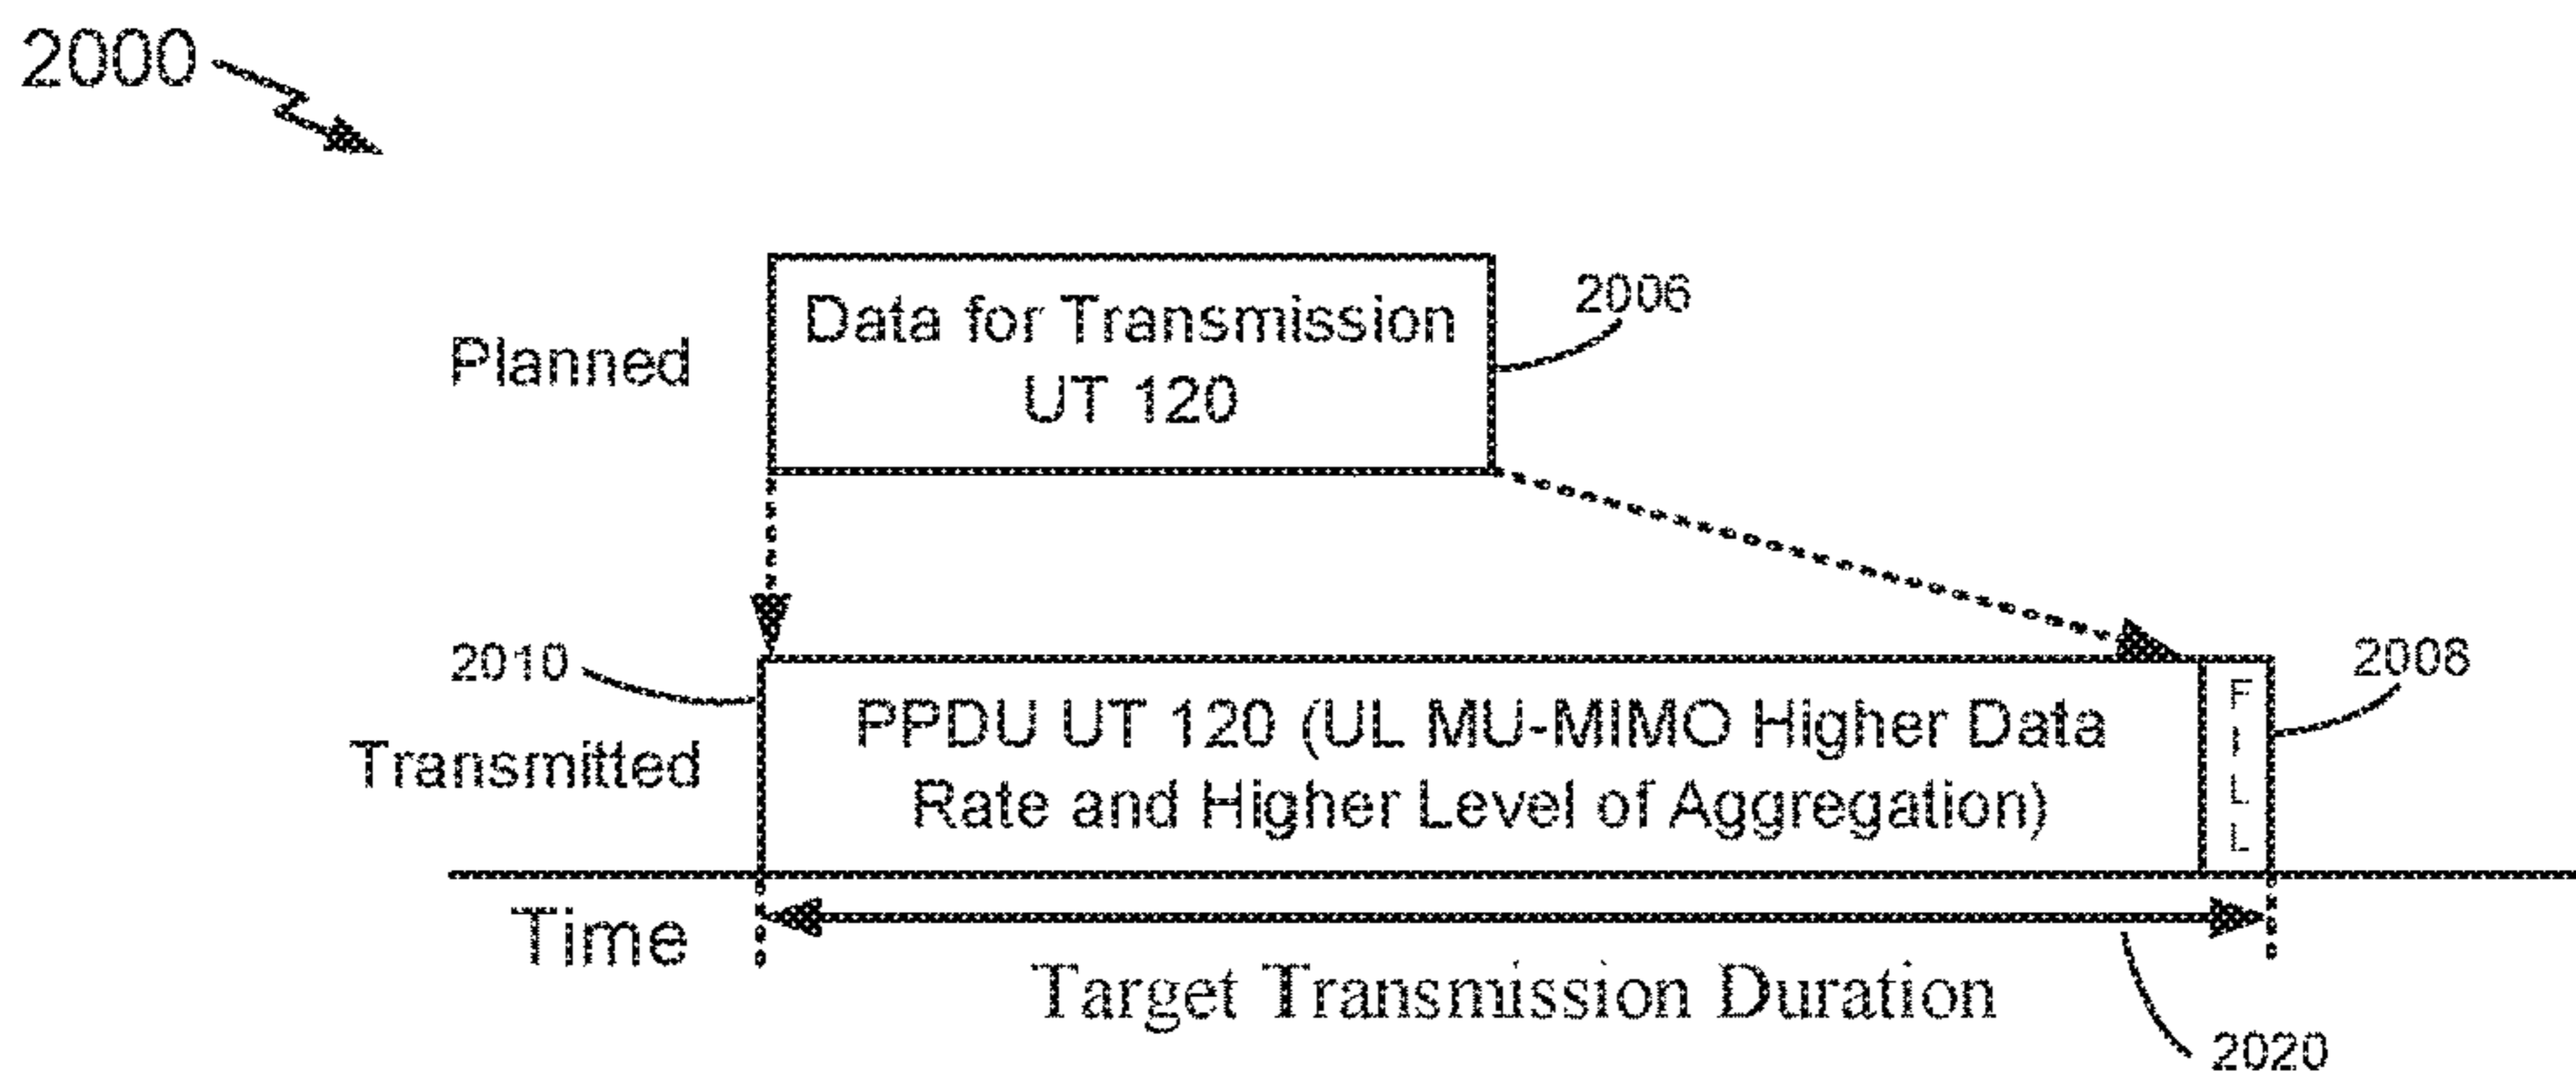 2000
Data for Transmission
UT 120
2006
Planned
2010
2008
PPDU UT 120 (UL MU-MIMO Higher Data
Rate and Higher Level of Aggregation)
FILL
Transmitted
Time
Target Transmission Duration
2020